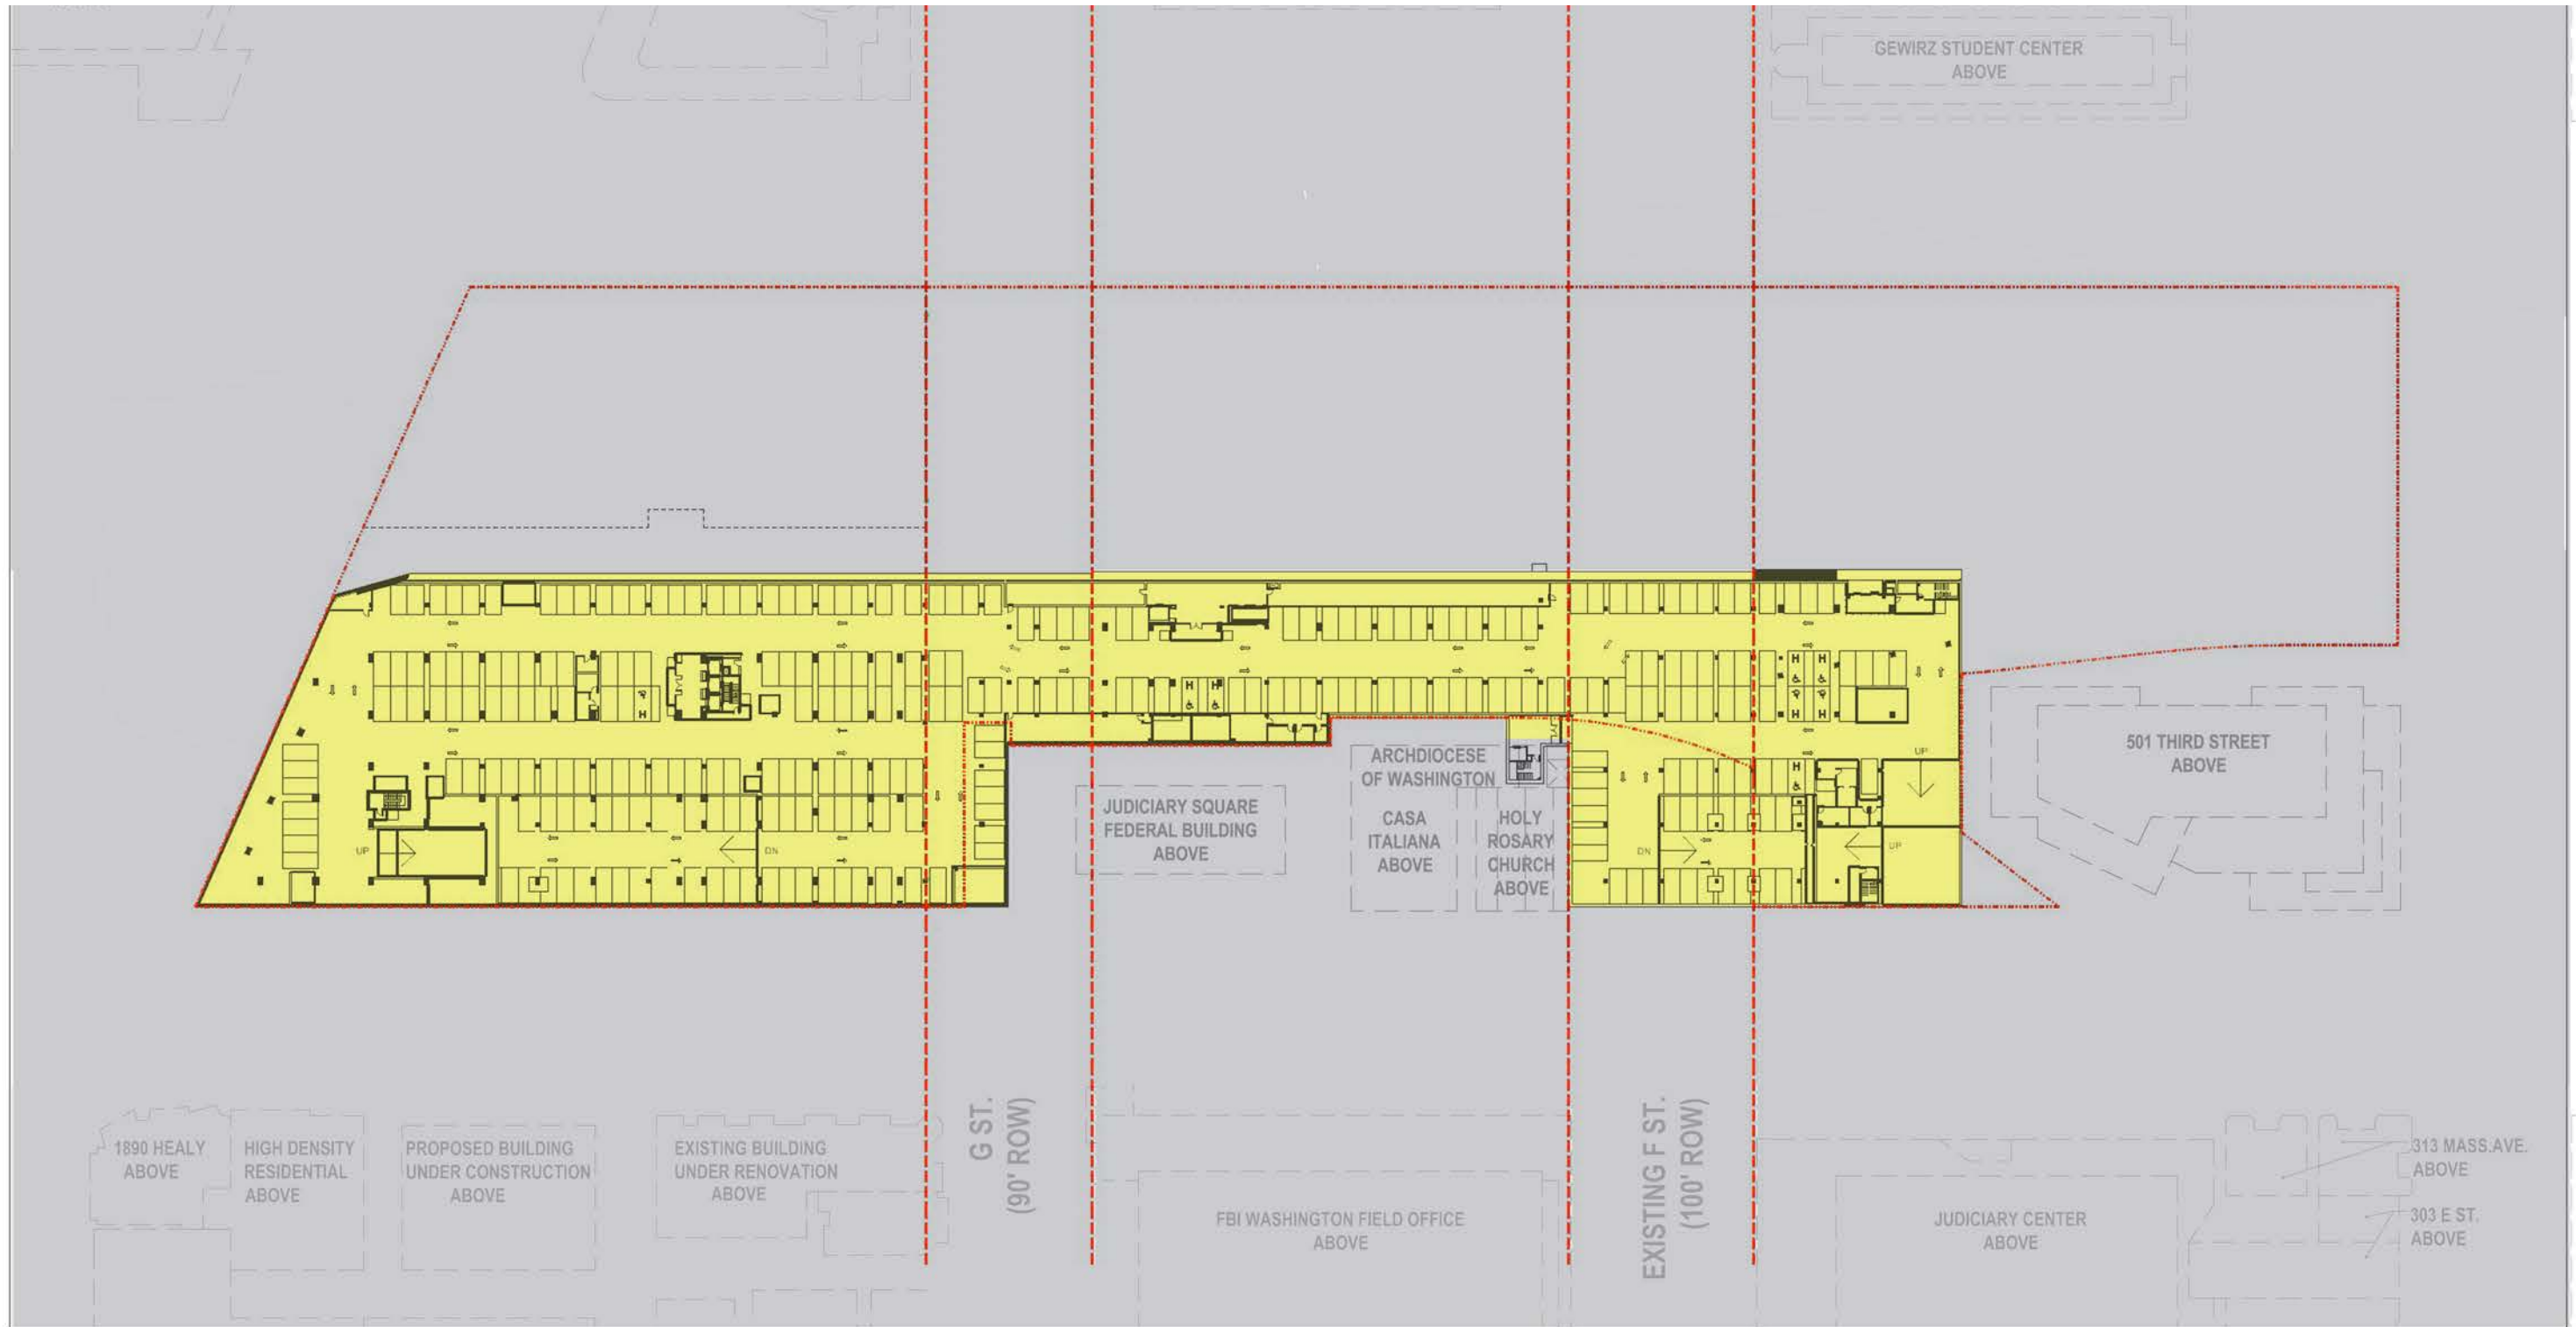 GEWIRZ STUDENT CENTER
ABOVE
H
H
H
H
H
H
H
UP
501 THIRD STREET
ABOVE
ARCHDIOCESE
OF WASHINGTON
JUDICIARY SQUARE
FEDERAL BUILDING
ABOVE
CASA
ITALIANA
ABOVE
HOLY
ROSARY
CHURCH
ABOVE
H
UP
DN
DN
UP
1890 HEALY
ABOVE
HIGH DENSITY
RESIDENTIAL
ABOVE
PROPOSED BUILDING
UNDER CONSTRUCTION
ABOVE
EXISTING BUILDING
UNDER RENOVATION
ABOVE
G ST.
(90' ROW)
FBI WASHINGTON FIELD OFFICE
ABOVE
EXISTING F ST.
(100' ROW)
JUDICIARY CENTER
ABOVE
313 MASS.AVE.
ABOVE
303 E ST.
ABOVE